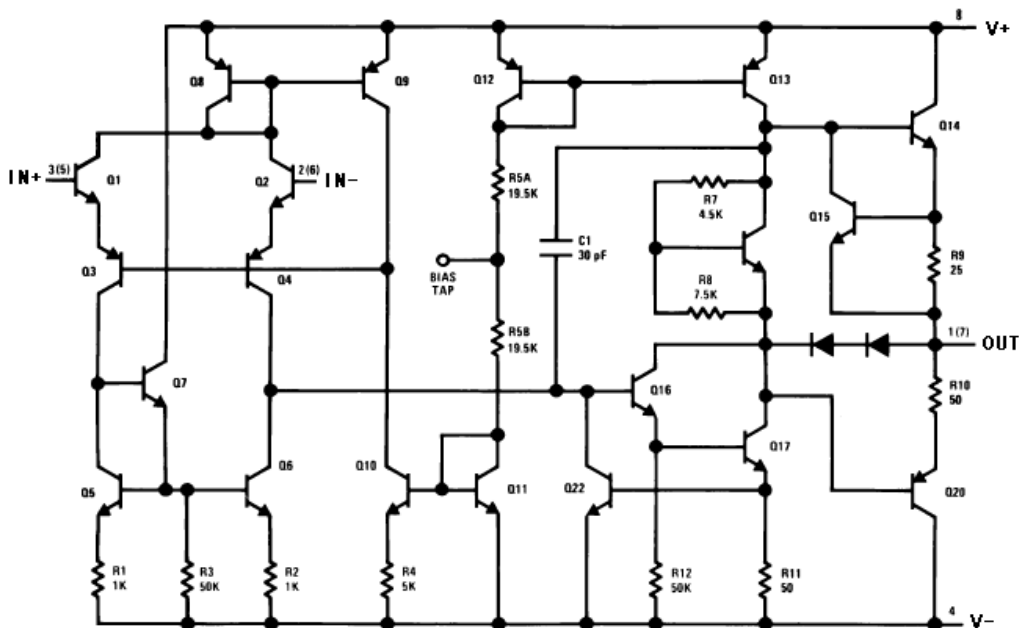 8
V+
Q8
Q9
Q12
Q13
Q14
IN+
3(5)
Q1
Q2
2(6)
IN−
R5A
19.5K
R7
4.5K
Q15
C1
30 pF
R9
25
Q3
Q4
BIAS
TAP
R8
7.5K
R5B
19.5K
1(7)
OUT
Q7
Q16
R10
50
Q5
Q6
Q10
Q11
Q22
Q17
Q20
R1
1K
R3
50K
R2
1K
R4
5K
R12
50K
R11
50
4
V−